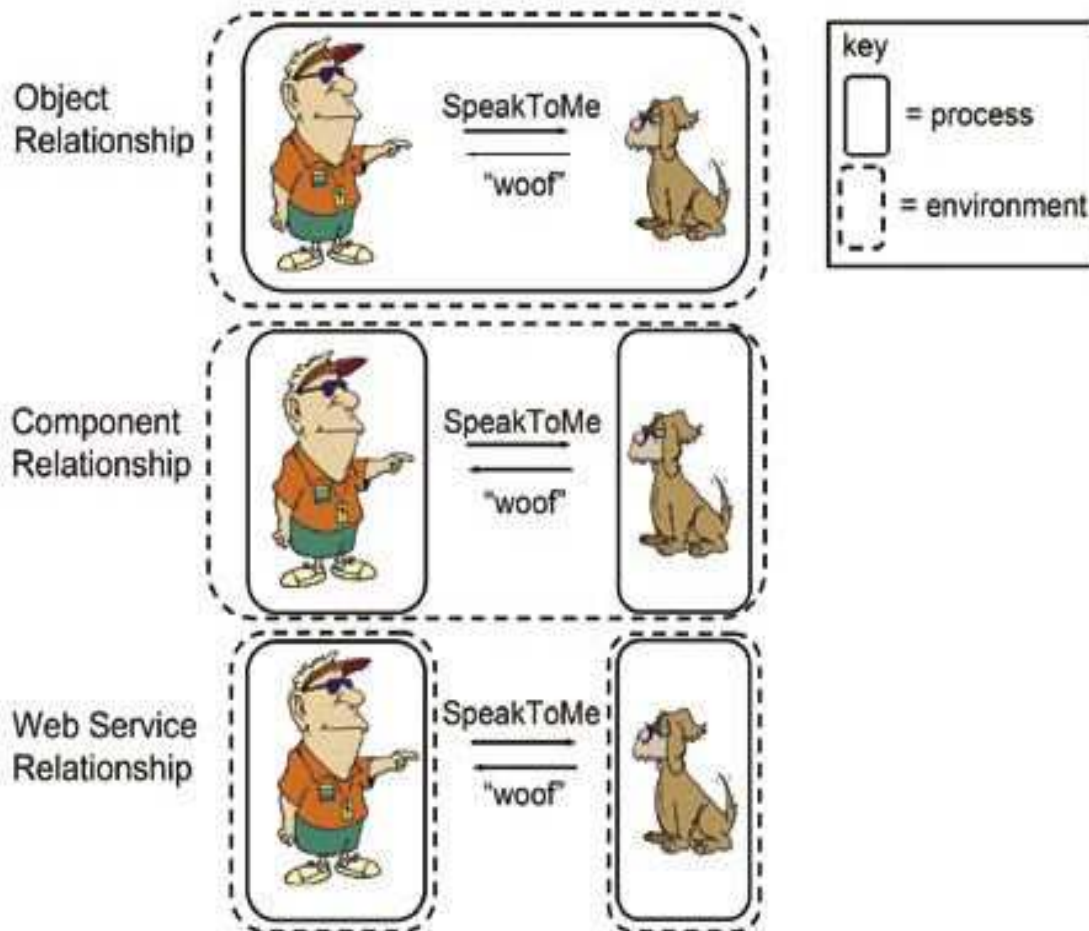 Object
Relationship
SpeakToMe
"woof"
key
= process
= environment
Component
Relationship
SpeakToMe
"woof"
Web Service
Relationship
SpeakToMe
"woof"